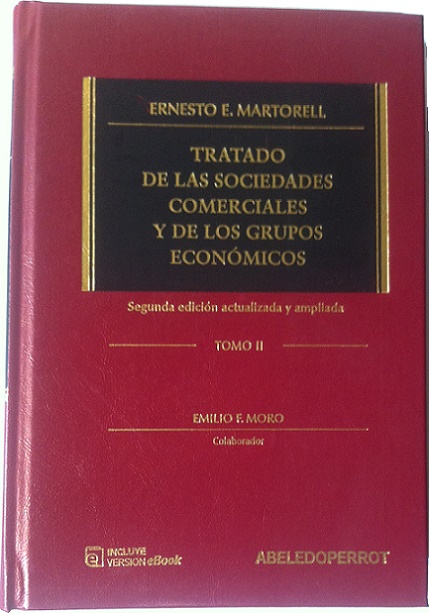 ERNESTO E. MARTORELL
TRATADO
DE LAS SOCIEDADES
COMERCIALES
Y DE LOS GRUPOS
ECONÓMICOS
Segunda edición actualizada y ampliada
TOMO II
EMILIO F. MORO
Colaborador
INCLUYE
VERSION eBook
ABELEDOPERROT